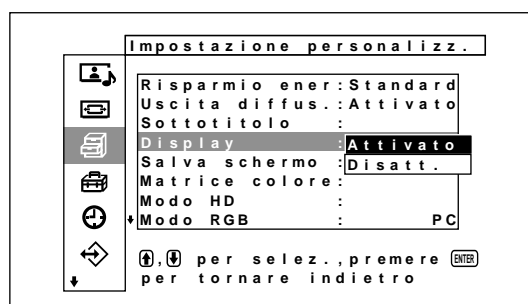 Impostazione personalizz.
Risparmio ener:Standard
Uscita diffus.:Attivato
Sottotitolo :
Display :Attivato
Salva schermo :Disatt.
Matrice colore:
Modo HD :
Modo RGB : PC
, per selez.,premere ENTER
per tornare indietro